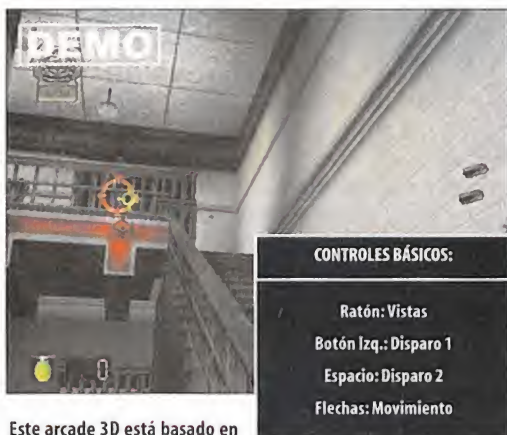 DEMO
0
CONTROLES BÁSICOS:
Ratón: Vistas
Botón Izq.: Disparo 1
Espacio: Disparo 2
Flechas: Movimiento
Este arcade 3D está basado en